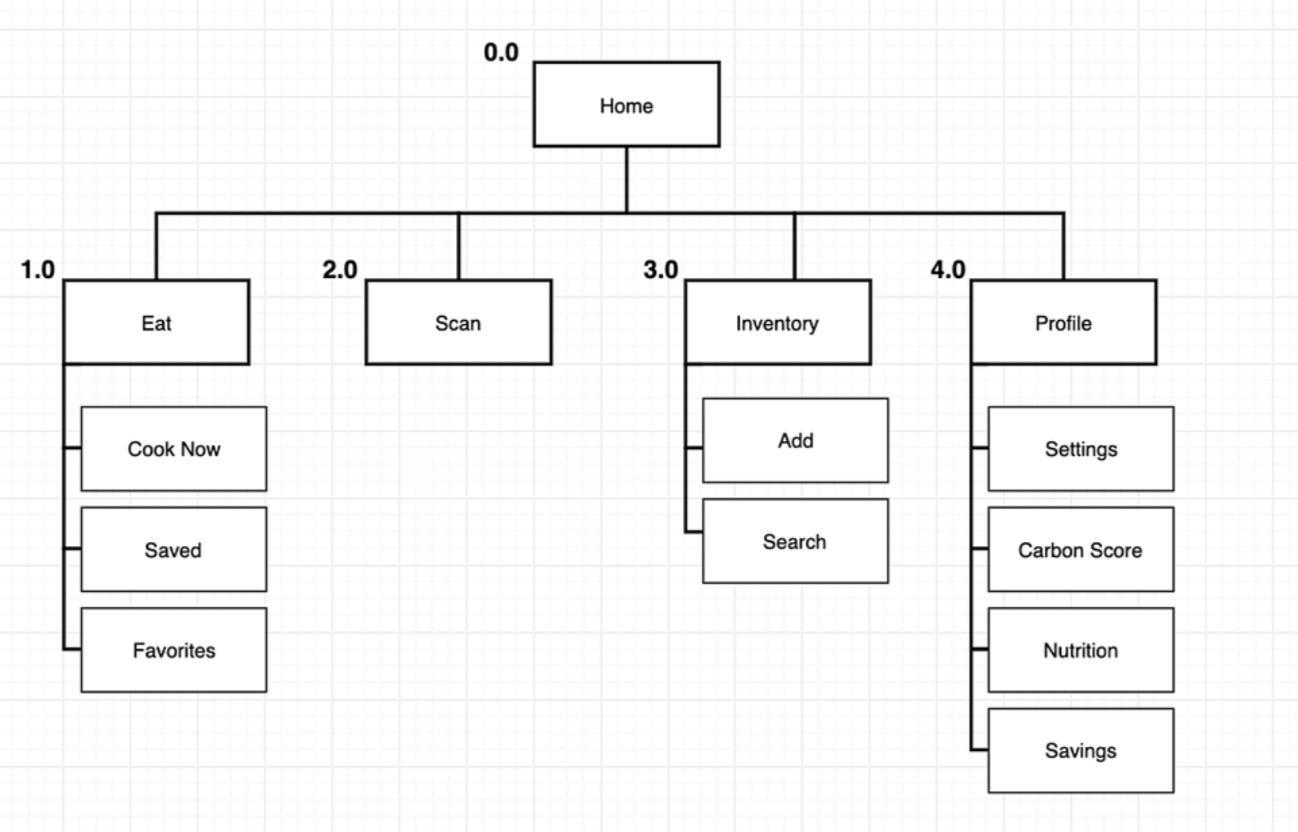 0.0
Home
1.0
Eat
Cook Now
Saved
Favorites
2.0
Scan
3.0
Inventory
Add
Search
4.0
Profile
Settings
Carbon Score
Nutrition
Savings